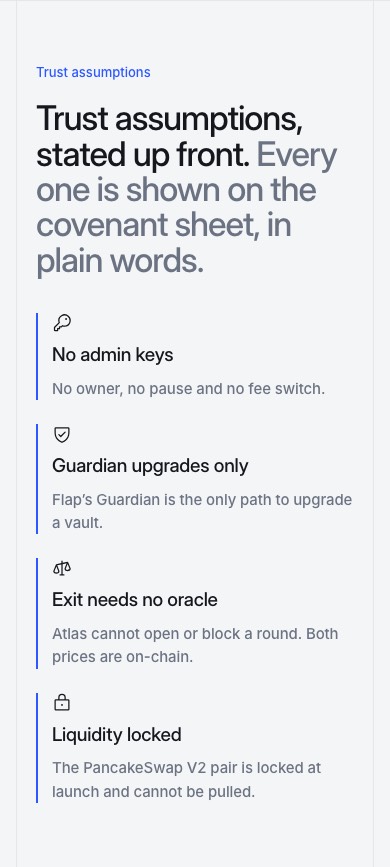 Trust assumptions
Trust assumptions,
stated up front. Every
one is shown on the
covenant sheet, in
plain words.
No admin keys
No owner, no pause and no fee switch.
Guardian upgrades only
Flap’s Guardian is the only path to upgrade
a vault.
Exit needs no oracle
Atlas cannot open or block a round. Both
prices are on-chain.
Liquidity locked
The PancakeSwap V2 pair is locked at
launch and cannot be pulled.